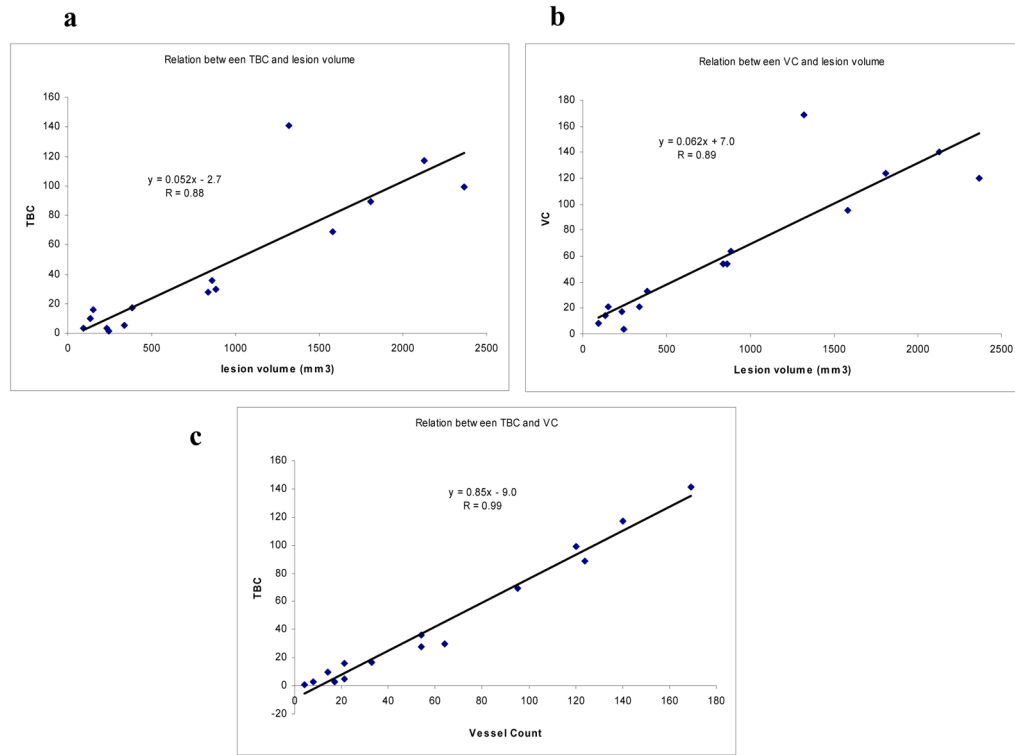 a
Relation between TBC and lesion volume
160
140
120
100
80
60
40
20
0
TBC
y = 0.052x - 2.7
R = 0.88
0 500 1000 1500 2000 2500
lesion volume (mm3)
b
Relation between VC and lesion volume
180
160
140
120
100
80
60
40
20
0
VC
y = 0.062x + 7.0
R = 0.89
0 500 1000 1500 2000 2500
Lesion volume (mm3)
c
Relation between TBC and VC
160
140
120
100
80
60
40
20
0
-20
TBC
y = 0.85x - 9.0
R = 0.99
0 20 40 60 80 100 120 140 160 180
Vessel Count